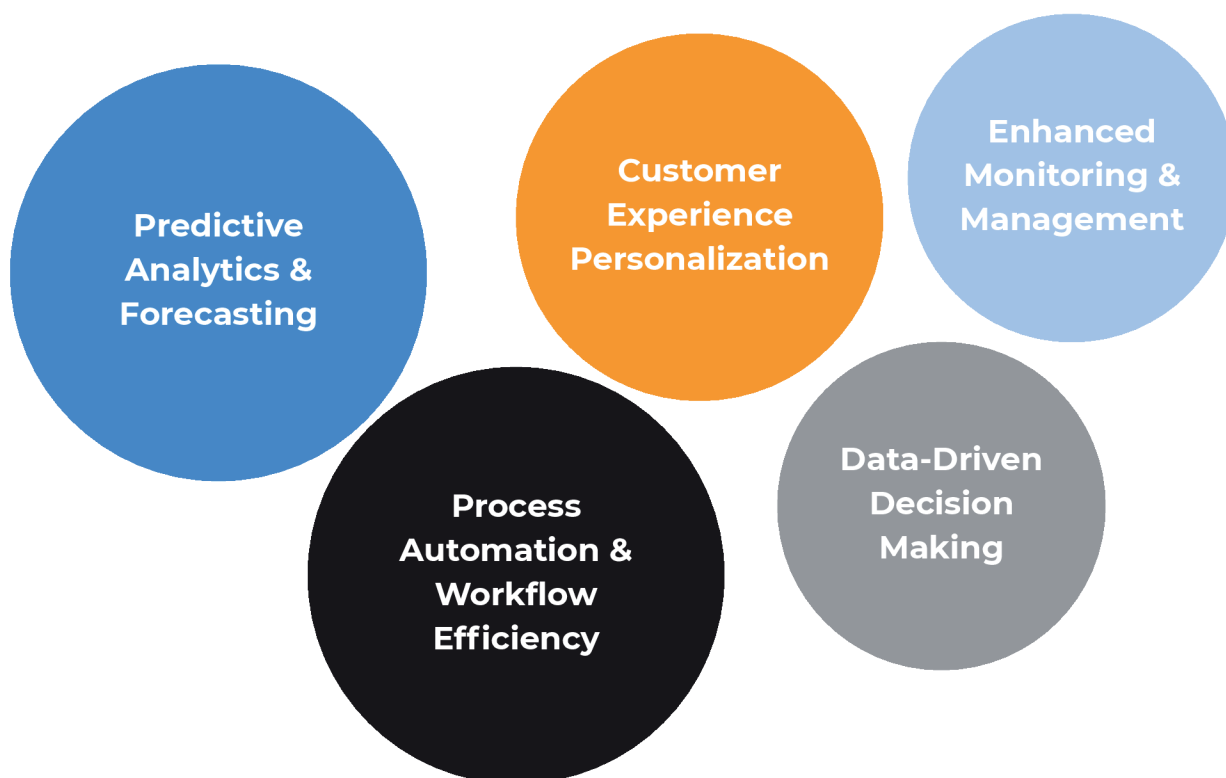 Predictive
Analytics &
Forecasting
Customer
Experience
Personalization
Enhanced
Monitoring &
Management
Process
Automation &
Workflow
Efficiency
Data-Driven
Decision
Making